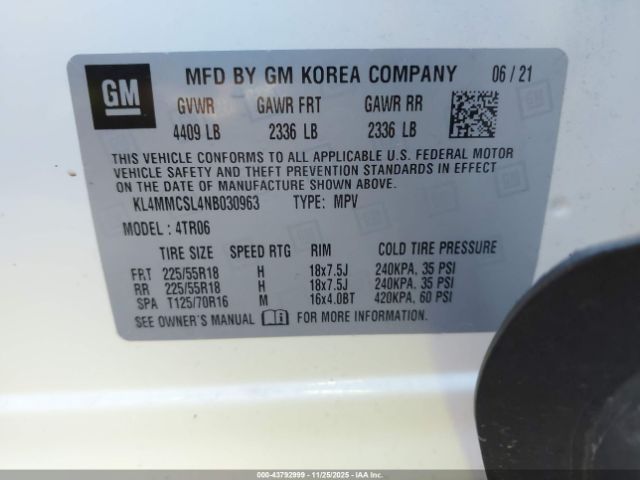 GM
MFD BY GM KOREA COMPANY 06/21
GVWR GAWR FRT GAWR RR
4409 LB 2336 LB 2336 LB
THIS VEHICLE CONFORMS TO ALL APPLICABLE U.S. FEDERAL MOTOR
VEHICLE SAFETY AND THEFT PREVENTION STANDARDS IN EFFECT ON
THE DATE OF MANUFACTURE SHOWN ABOVE.
KL4MMCSL4NB030963 TYPE: MPV
MODEL: 4TR06
TIRE SIZE SPEED RTG RIM COLD TIRE PRESSURE
FRT 225/55R18 H 18x7.5J 240KPA, 35 PSI
RR 225/55R18 H 18x7.5J 240KPA, 35 PSI
SPA T125/70R16 M 16x4.0BT 420KPA, 60 PSI
SEE OWNER'S MANUAL i FOR MORE INFORMATION.
000-43792999 - 11/25/2025 - IAAI.COM